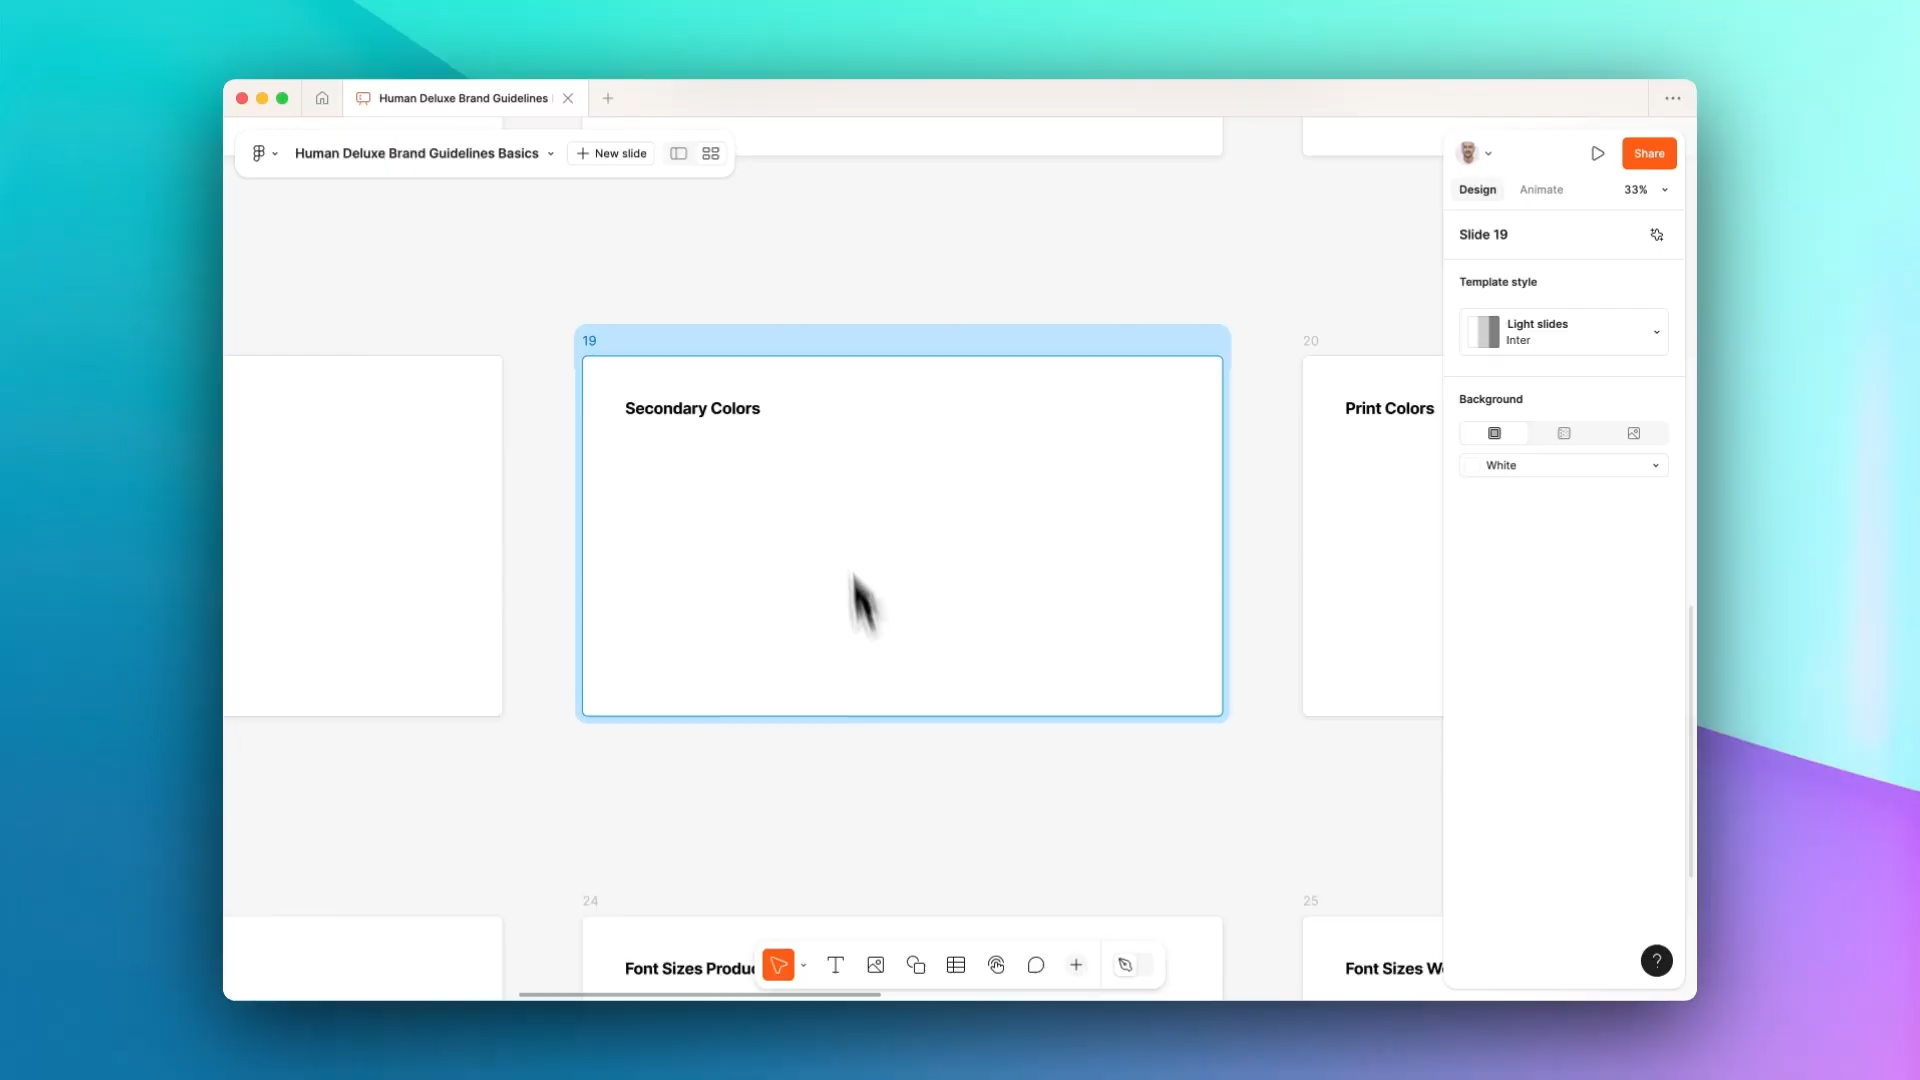 Human Deluxe Brand Guidelines
Human Deluxe Brand Guidelines Basics
New slide
Share
Design
Animate
33%
Slide 19
Template style
Light slides
Inter
Background
White
19
Secondary Colors
20
Print Colors
24
Font Sizes Produ
25
Font Sizes W
?